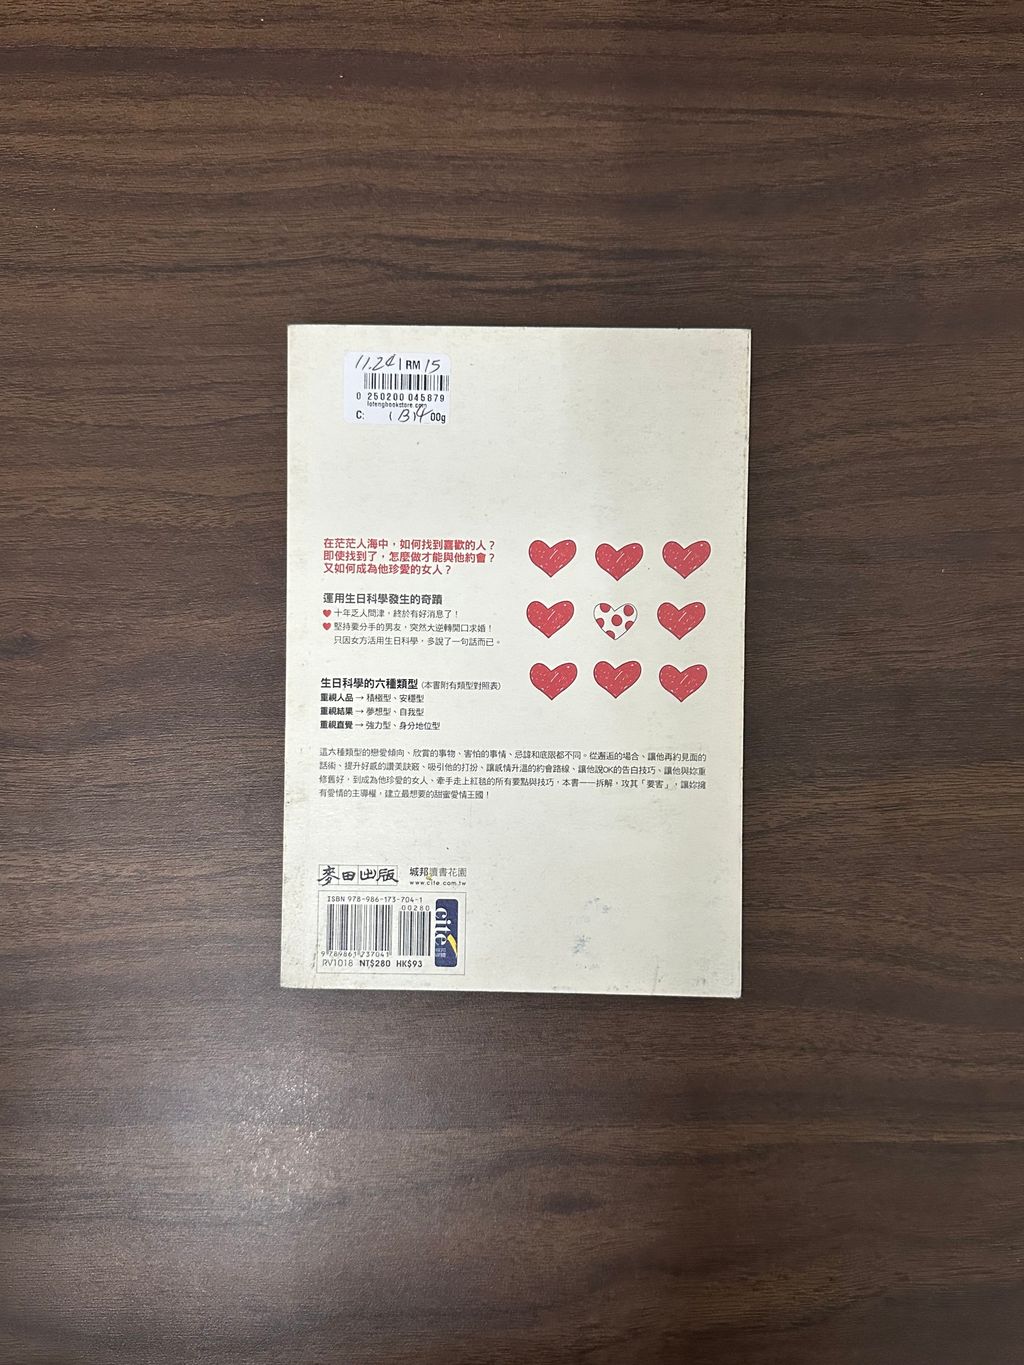 11.24 RM 15
0 250200 045879
lotengbookstore.com
C: 00g
在茫茫人海中，如何找到喜歡的人？
即使找到了，怎麼做才能與他約會？
又如何成為他珍愛的女人？
運用生日科學發生的奇蹟
十年乏人問津，終於有好消息了！
堅持要分手的男友，突然大逆轉開口求婚！
只因女方活用生日科學，多說了一句話而已。
生日科學的六種類型（本書附有類型對照表）
重視人品→積極型、安穩型
重視結果→夢想型、自我型
重視直覺→強力型、身分地位型
這六種類型的戀愛傾向、欣賞的事物、害怕的事情、忌諱和底限都不同。從邂逅的場合、讓他再約見面的
話術、提升好感的讚美訣竅、吸引他的打扮、讓感情升溫的約會路線、讓他說OK的告白技巧、讓他與妳重
修舊好，到成為他珍愛的女人、牽手走上紅毯的所有要點與技巧，本書一一拆解，攻其「要害」，讓妳擁
有愛情的主導權，建立最想要的甜蜜愛情王國！
麥田出版 城邦讀書花園
www.cite.com.tw
ISBN 978-986-173-704-1
00280
cité
9 789861 737041
RV1018 NT$280 HK$93